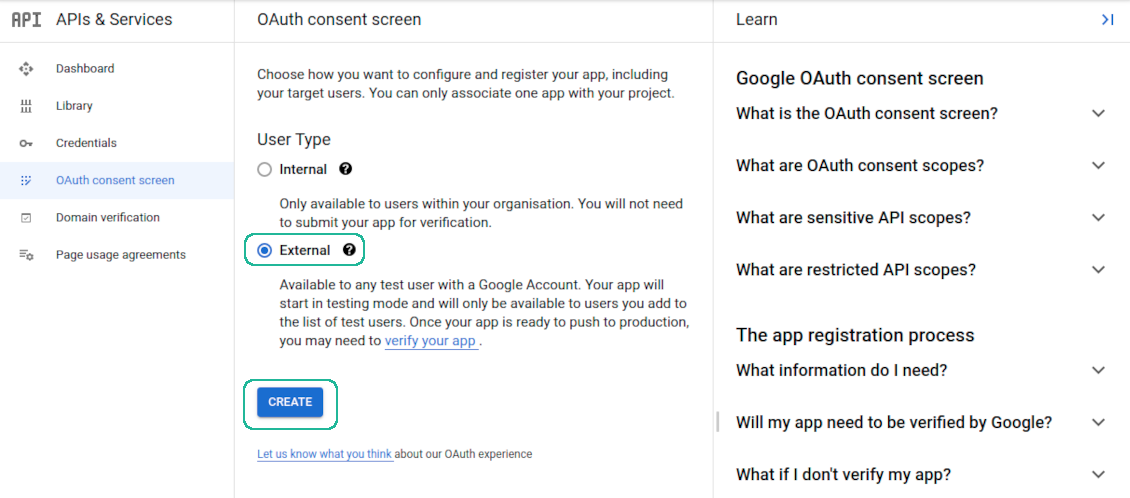 API APIs & Services
Dashboard
Library
Credentials
OAuth consent screen
Domain verification
Page usage agreements
OAuth consent screen
Choose how you want to configure and register your app, including
your target users. You can only associate one app with your project.
User Type
Internal ?
Only available to users within your organisation. You will not need
to submit your app for verification.
External ?
Available to any test user with a Google Account. Your app will
start in testing mode and will only be available to users you add to
the list of test users. Once your app is ready to push to production,
you may need to verify your app .
CREATE
Let us know what you think about our OAuth experience
Learn
Google OAuth consent screen
What is the OAuth consent screen?
What are OAuth consent scopes?
What are sensitive API scopes?
What are restricted API scopes?
The app registration process
What information do I need?
Will my app need to be verified by Google?
What if I don't verify my app?